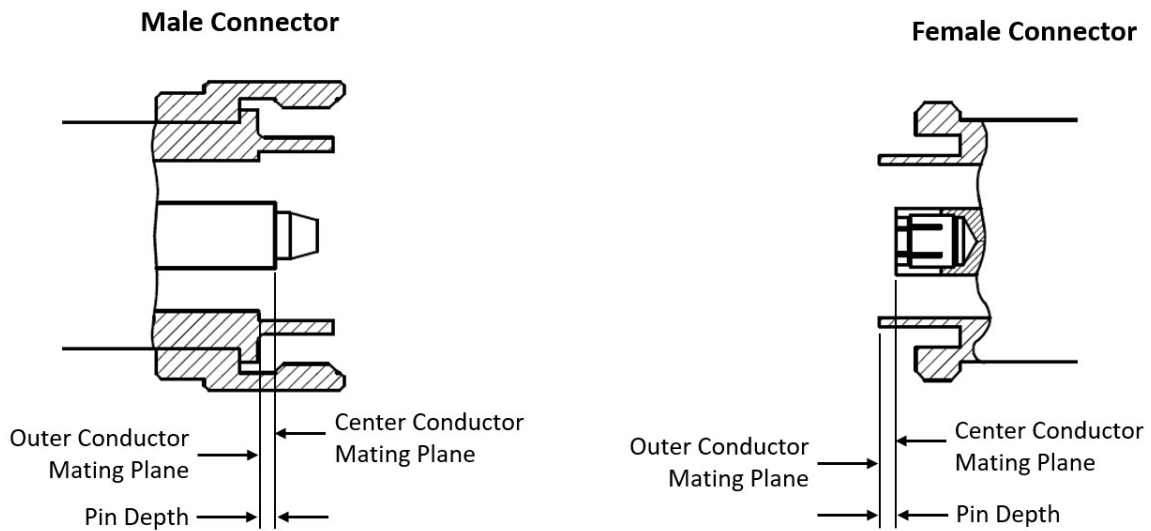 Male Connector
Female Connector
Outer Conductor
Mating Plane
Center Conductor
Mating Plane
Pin Depth
Outer Conductor
Mating Plane
Center Conductor
Mating Plane
Pin Depth